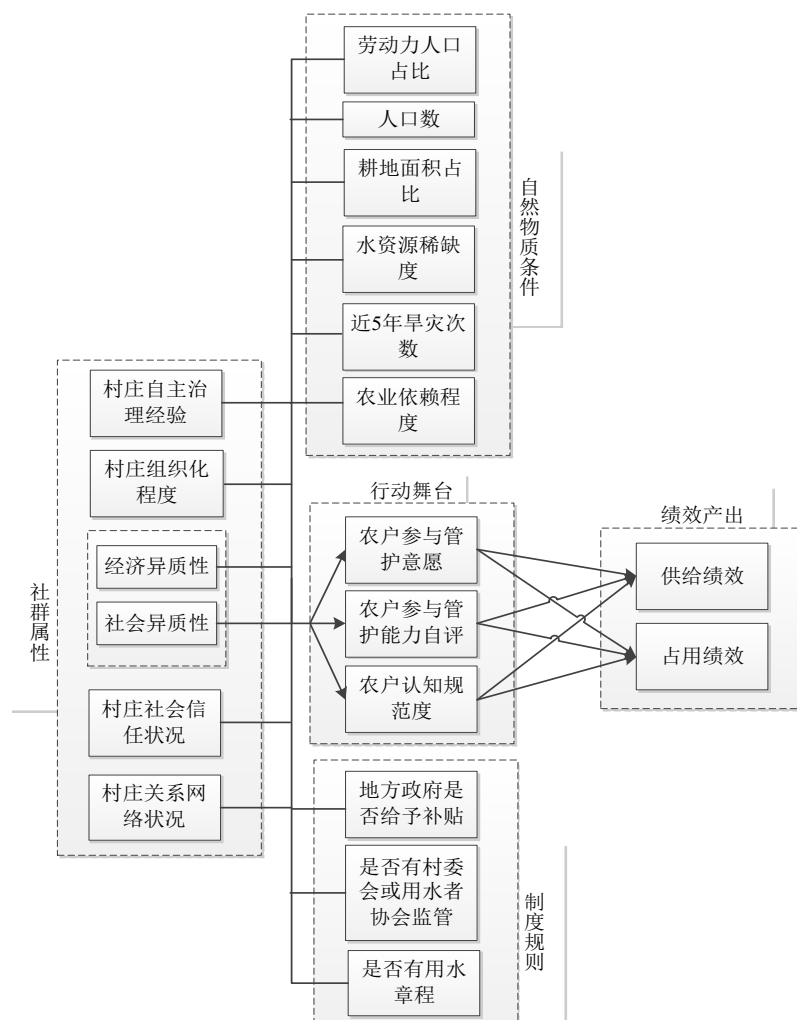 劳动力人口
占比
人口数
耕地面积占
比
水资源稀缺
度
近5年旱灾次
数
农业依赖程
度
自然物质条件
村庄自主治
理经验
村庄组织化
程度
经济异质性
社会异质性
村庄社会信
任状况
村庄关系网
络状况
社群属性
行动舞台
农户参与管
护意愿
农户参与管
护能力自评
农户认知规
范度
绩效产出
供给绩效
占用绩效
地方政府是
否给予补贴
是否有村委
会或用水者
协会监管
是否有用水
章程
制度规则